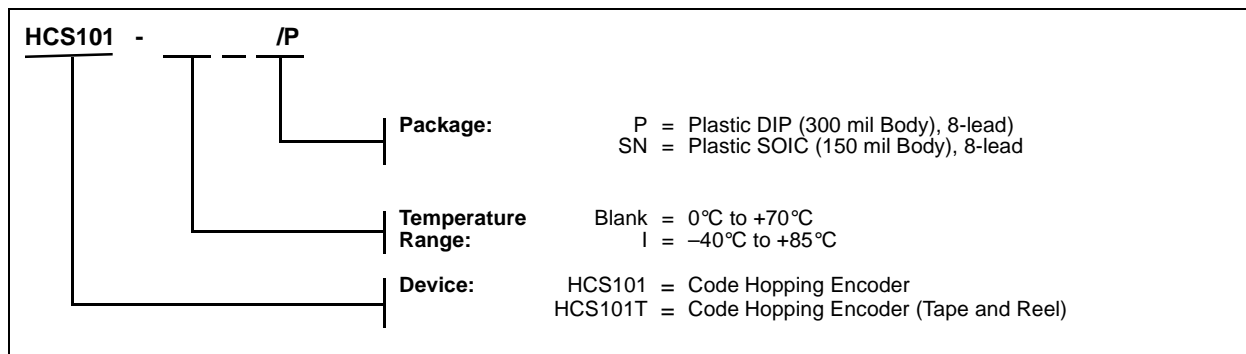 HCS101 - /P
Package: P = Plastic DIP (300 mil Body), 8-lead)
SN = Plastic SOIC (150 mil Body), 8-lead
Temperature Blank = 0°C to +70°C
Range: I = –40°C to +85°C
Device: HCS101 = Code Hopping Encoder
HCS101T = Code Hopping Encoder (Tape and Reel)